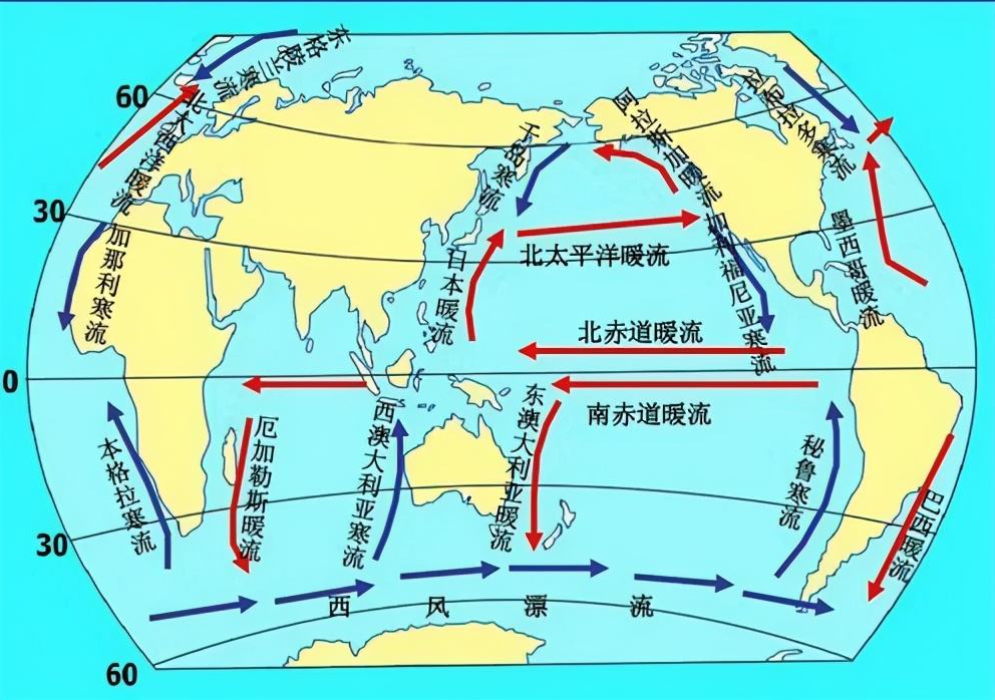 东格陵兰寒流
60
北大西洋暖流
千岛寒流
阿拉斯加暖流
拉布拉多寒流
30
加那利寒流
日本暖流
北太平洋暖流
加利福尼亚寒流
墨西哥暖流
北赤道暖流
0
南赤道暖流
本格拉寒流
厄加勒斯暖流
西澳大利亚寒流
东澳大利亚暖流
秘鲁寒流
巴西暖流
30
西风漂流
60